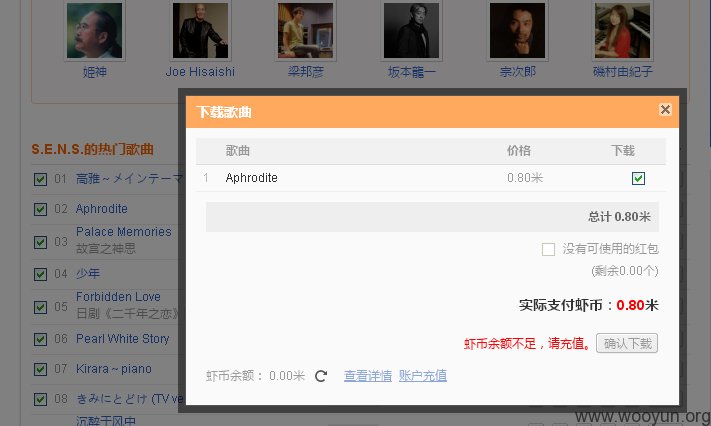 姫神
Joe Hisaishi
梁邦彦
坂本龍一
宗次郎
磯村由紀子
下载歌曲
歌曲 价格 下载
1 Aphrodite 0.80米
总计 0.80米
没有可使用的红包
(剩余0.00个)
实际支付虾币：0.80米
虾币余额不足，请充值。 确认下载
虾币余额： 0.00米 查看详情 账户充值
S.E.N.S.的热门歌曲
01 高雅～メインテーマ
02 Aphrodite
03 Palace Memories
故宫之神思
04 少年
05 Forbidden Love
日剧《二千年之恋》
06 Pearl White Story
07 Kirara～piano
08 きみにとどけ (TV ve
沉醉于风中
www.wooyun.org